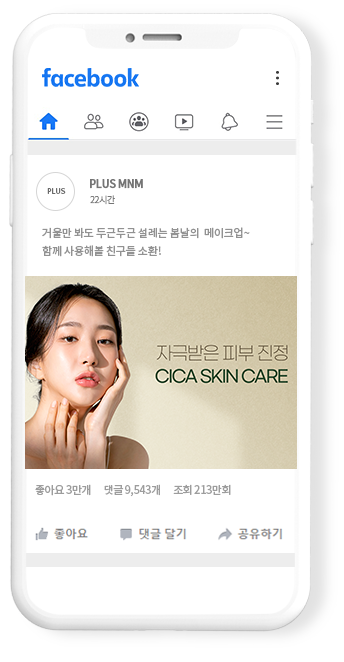 facebook
PLUS
PLUS MNM
22시간
거울만 봐도 두근두근 설레는 봄날의 메이크업~
함께 사용해볼 친구들 소환!
자극받은 피부 진정
CICA SKIN CARE
좋아요 3만개 댓글 9,543개 조회 213만회
좋아요 댓글 달기 공유하기